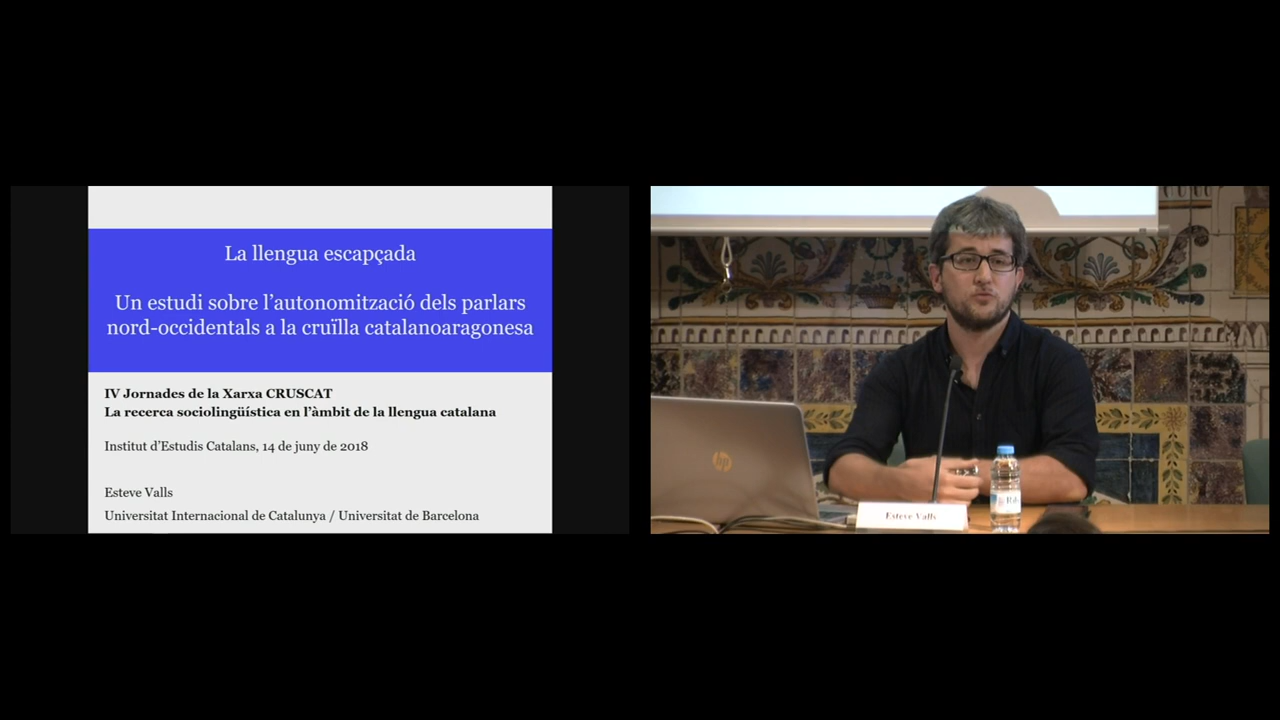 La llengua escapçada
Un estudi sobre l’autonomització dels parlars
nord-occidentals a la cruïlla catalanoaragonesa
IV Jornades de la Xarxa CRUSCAT
La recerca sociolingüística en l’àmbit de la llengua catalana
Institut d’Estudis Catalans, 14 de juny de 2018
Esteve Valls
Universitat Internacional de Catalunya / Universitat de Barcelona
hp
Esteve Valls